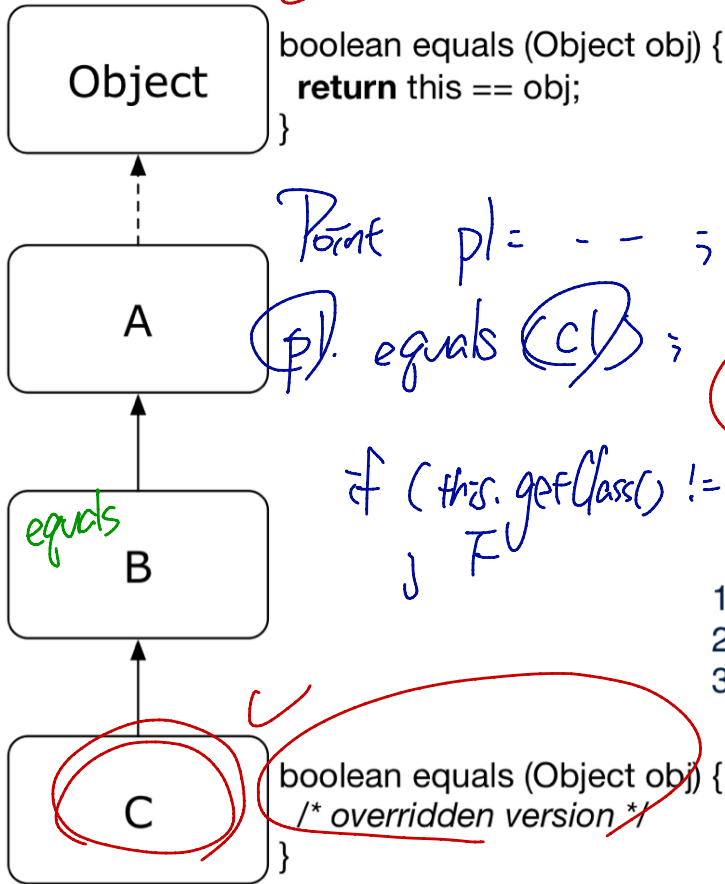 Object
boolean equals (Object obj) {
return this == obj;
}
Point p1 = - - ;
A
p1. equals (c1) ;
if (this.getClass() !=
equals
B
} F
1
2
3
C
boolean equals (Object obj) {
/* overridden version */
}